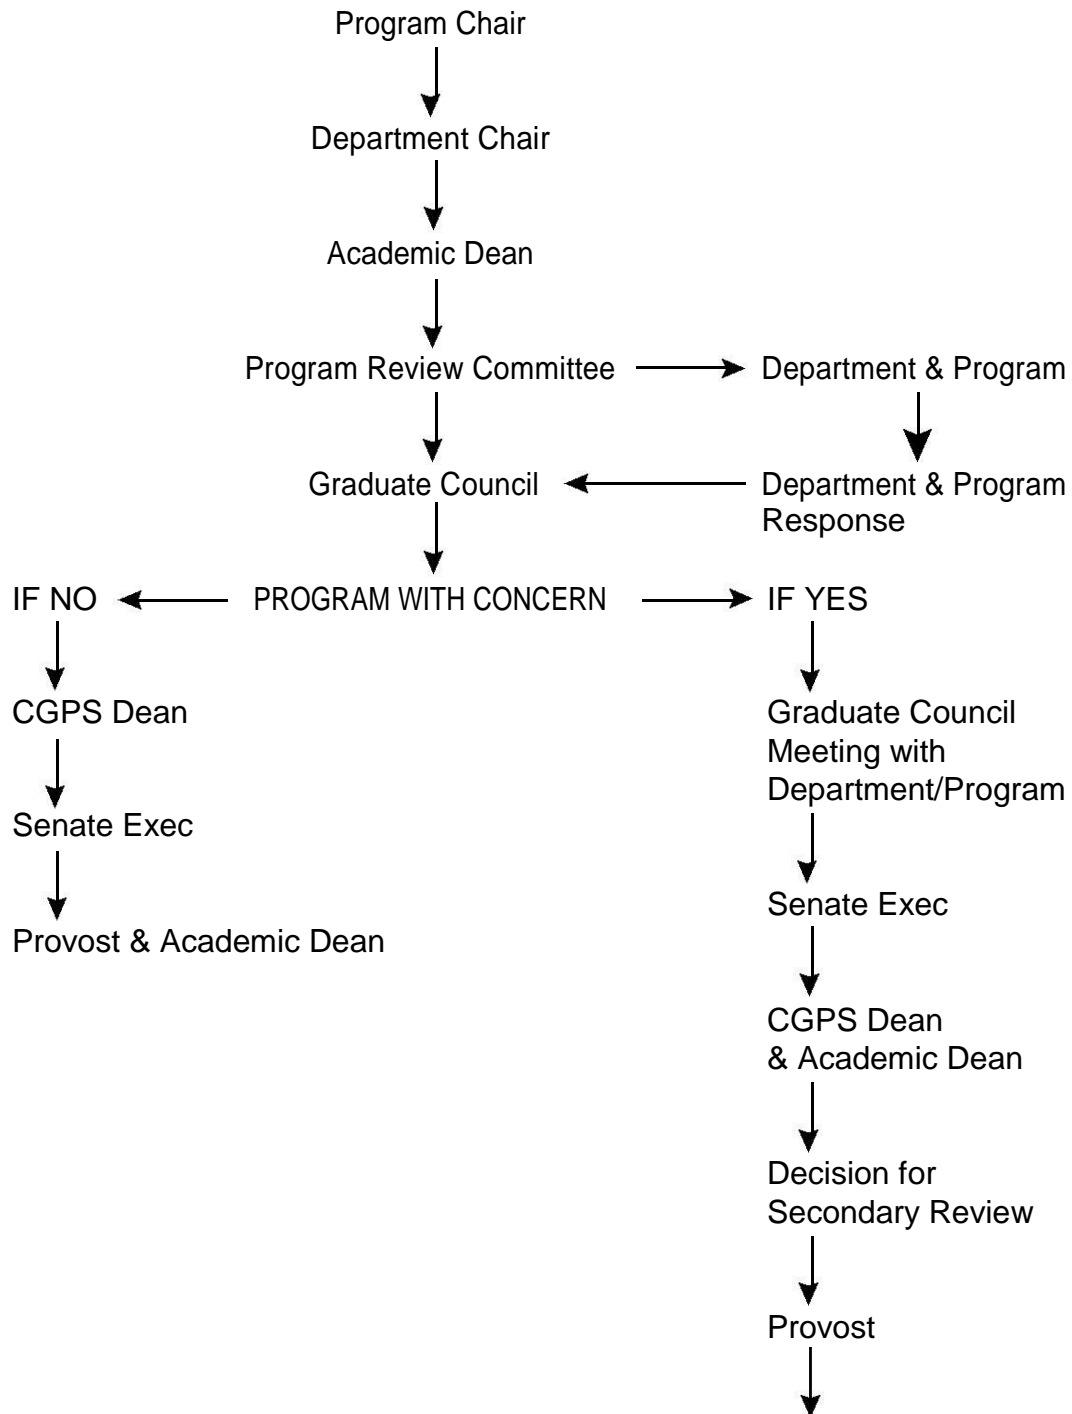 Program Chair
Department Chair
Academic Dean
Program Review Committee
Department & Program
Graduate Council
Department & Program
Response
IF NO
PROGRAM WITH CONCERN
IF YES
CGPS Dean
Senate Exec
Provost & Academic Dean
Graduate Council
Meeting with
Department/Program
Senate Exec
CGPS Dean
& Academic Dean
Decision for
Secondary Review
Provost